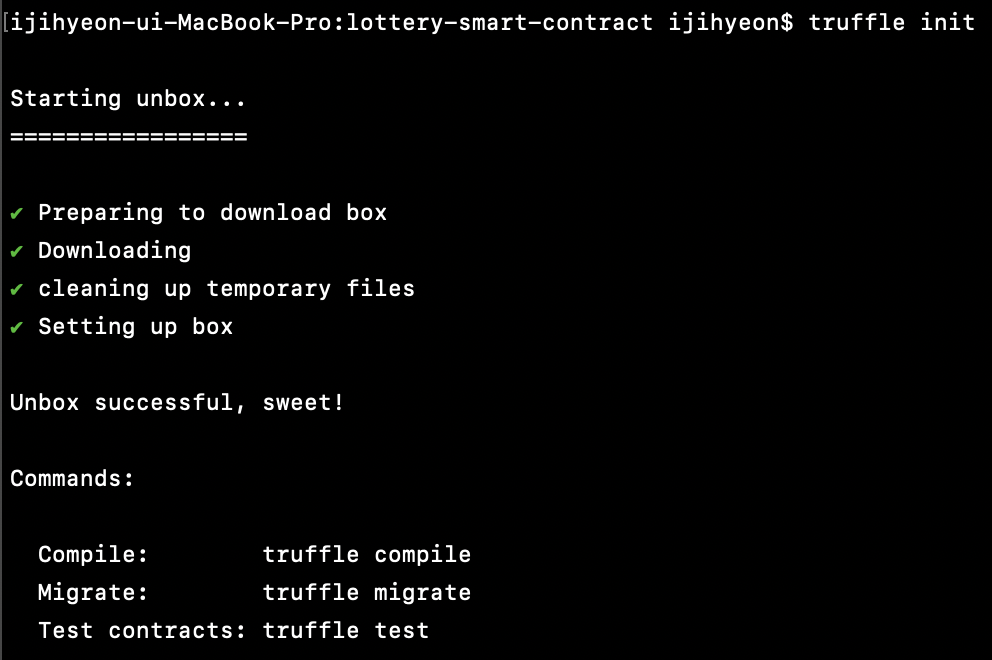 [ijihyeon-ui-MacBook-Pro:lottery-smart-contract ijihyeon$ truffle init
Starting unbox...
=================
✔ Preparing to download box
✔ Downloading
✔ cleaning up temporary files
✔ Setting up box
Unbox successful, sweet!
Commands:
Compile: truffle compile
Migrate: truffle migrate
Test contracts: truffle test